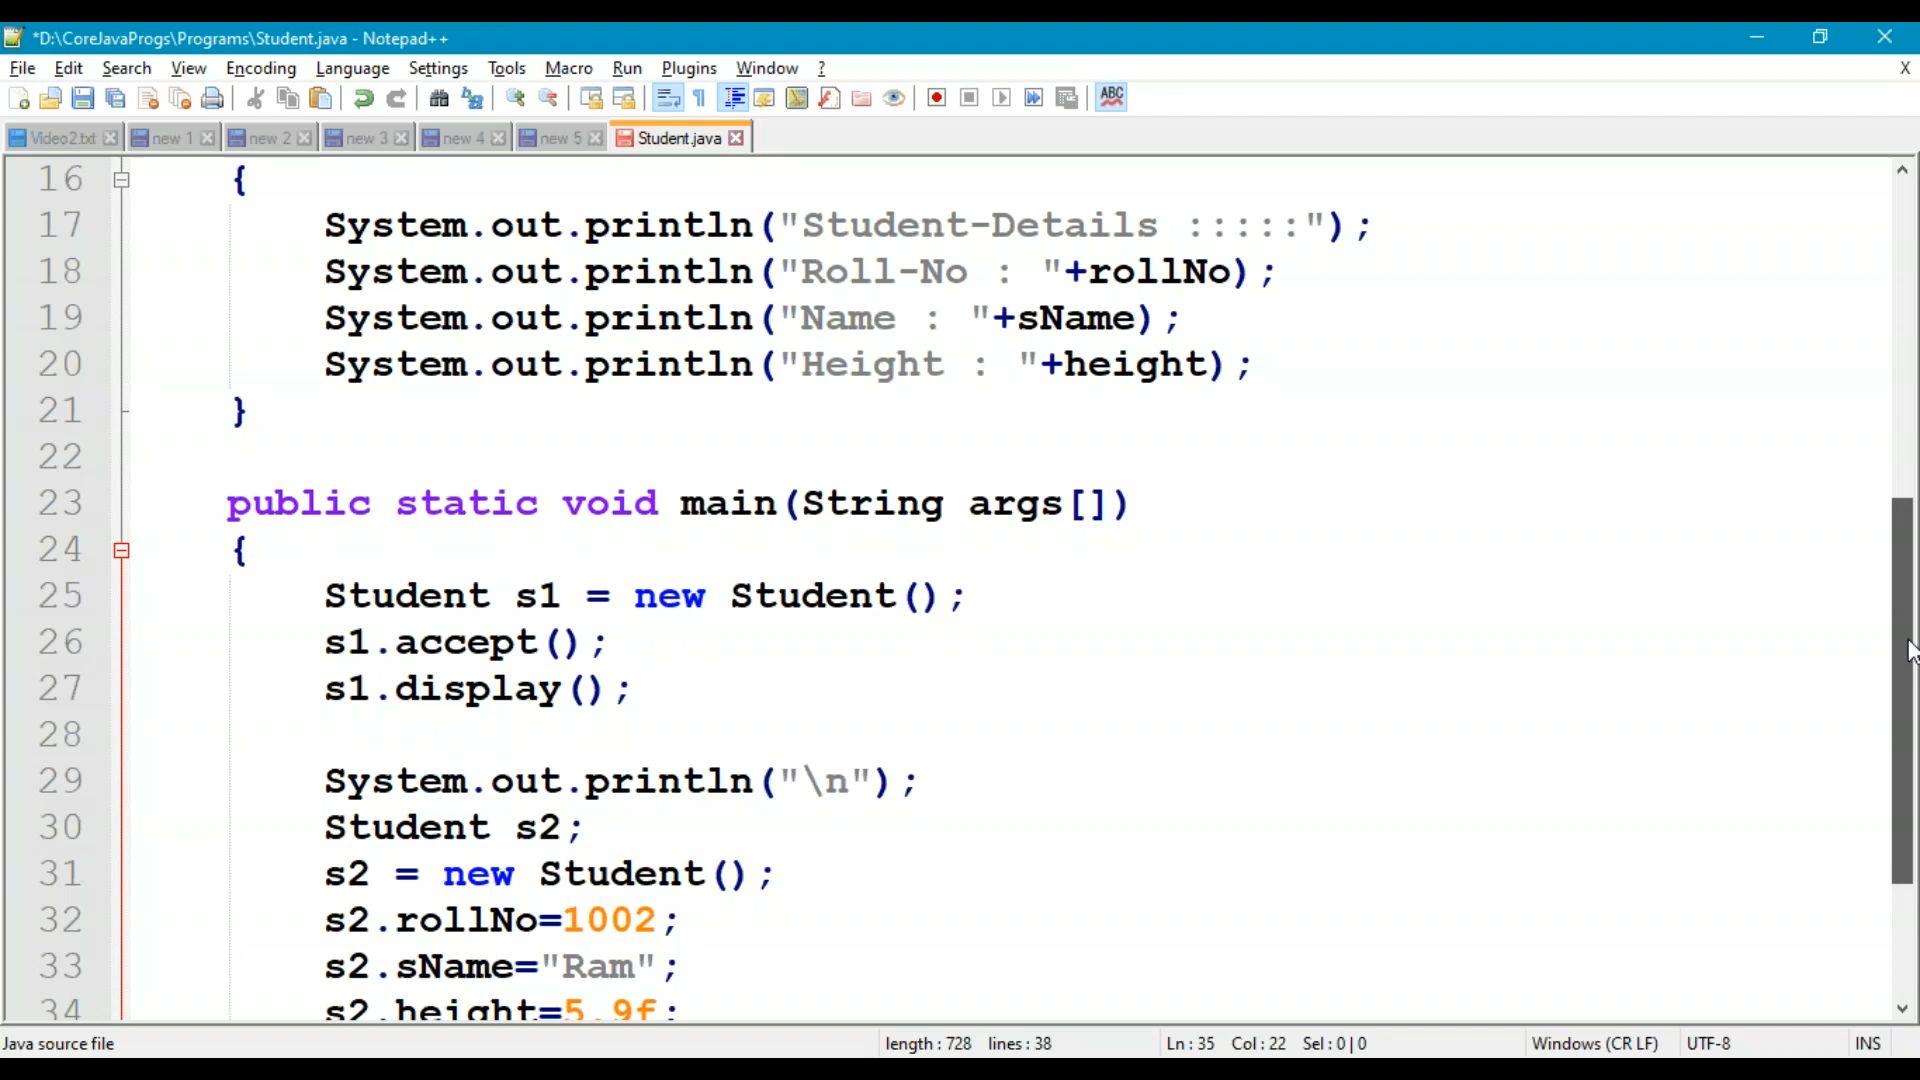 *D:\CoreJavaProgs\Programs\Student.java - Notepad++
File Edit Search View Encoding Language Settings Tools Macro Run Plugins Window ? X
ABC
Video2.txt new 1 new 2 new 3 new 4 new 5 Student.java
16 {
17 System.out.println("Student-Details :::::");
18 System.out.println("Roll-No : "+rollNo);
19 System.out.println("Name : "+sName);
20 System.out.println("Height : "+height);
21 }
22
23 public static void main(String args[])
24 {
25 Student s1 = new Student();
26 s1.accept();
27 s1.display();
28
29 System.out.println("\n");
30 Student s2;
31 s2 = new Student();
32 s2.rollNo=1002;
33 s2.sName="Ram";
34 s2.height=5.9f;
Java source file length : 728 lines : 38 Ln : 35 Col : 22 Sel : 0 | 0 Windows (CR LF) UTF-8 INS